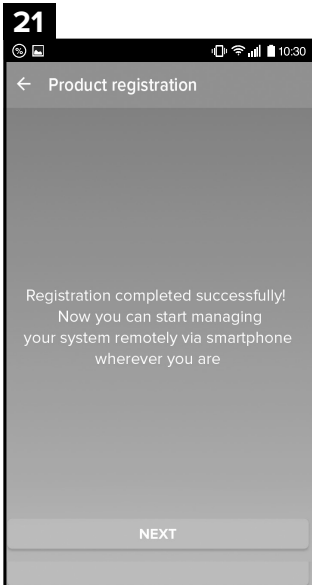 21
10:30
Product registration
Registration completed successfully!
Now you can start managing
your system remotely via smartphone
wherever you are
NEXT